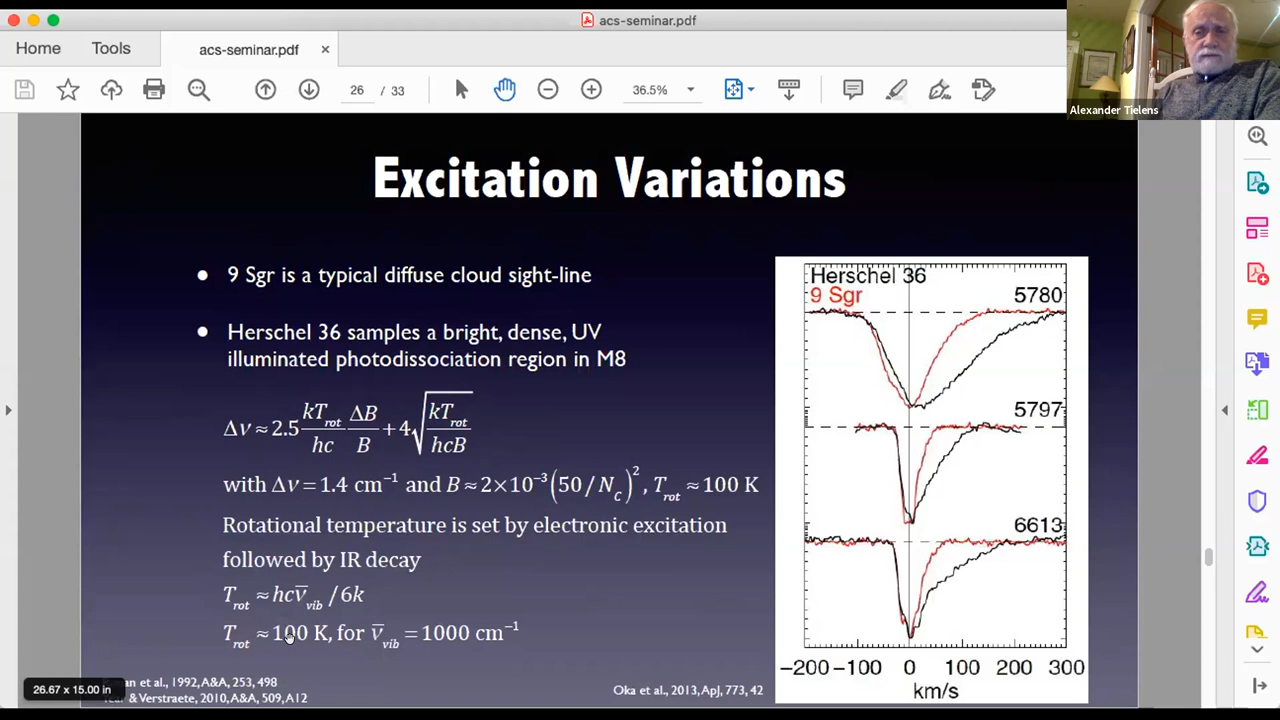 acs-seminar.pdf
Home
Tools
acs-seminar.pdf
26 / 33
36.5%
Alexander Tielens
Excitation Variations
• 9 Sgr is a typical diffuse cloud sight-line
• Herschel 36 samples a bright, dense, UV
illuminated photodissociation region in M8
Δν ≈ 2.5 kT_rot/hc ΔB/B + 4√(kT_rot/hcB)
with Δν = 1.4 cm⁻¹ and B ≈ 2×10⁻³ (50 / N_C)², T_rot ≈ 100 K
Rotational temperature is set by electronic excitation
followed by IR decay
T_rot ≈ hcν̅_vib / 6k
T_rot ≈ 100 K, for ν̅_vib = 1000 cm⁻¹
et al., 1992, A&A, 253, 498
& Verstraete, 2010, A&A, 509, A12
26.67 x 15.00 in
Oka et al., 2013, ApJ, 773, 42
Herschel 36
9 Sgr
5780
5797
6613
−200 −100 0 100 200 300
km/s